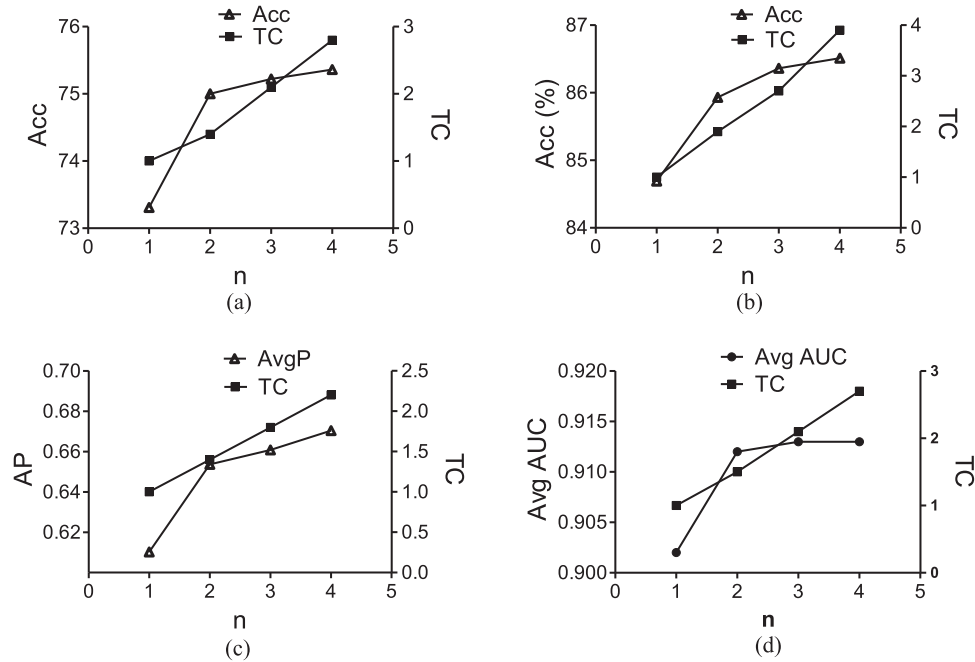 Acc
TC
76
75
74
73
3
2
1
0
0 1 2 3 4 5
Acc
TC
n
(a)
Acc
TC
87
86
85
84
4
3
2
1
0
0 1 2 3 4 5
Acc (%)
TC
n
(b)
AvgP
TC
0.70
0.68
0.66
0.64
0.62
2.5
2.0
1.5
1.0
0.5
0.0
0 1 2 3 4 5
AP
TC
n
(c)
Avg AUC
TC
0.920
0.915
0.910
0.905
0.900
3
2
1
0
0 1 2 3 4 5
Avg AUC
TC
n
(d)